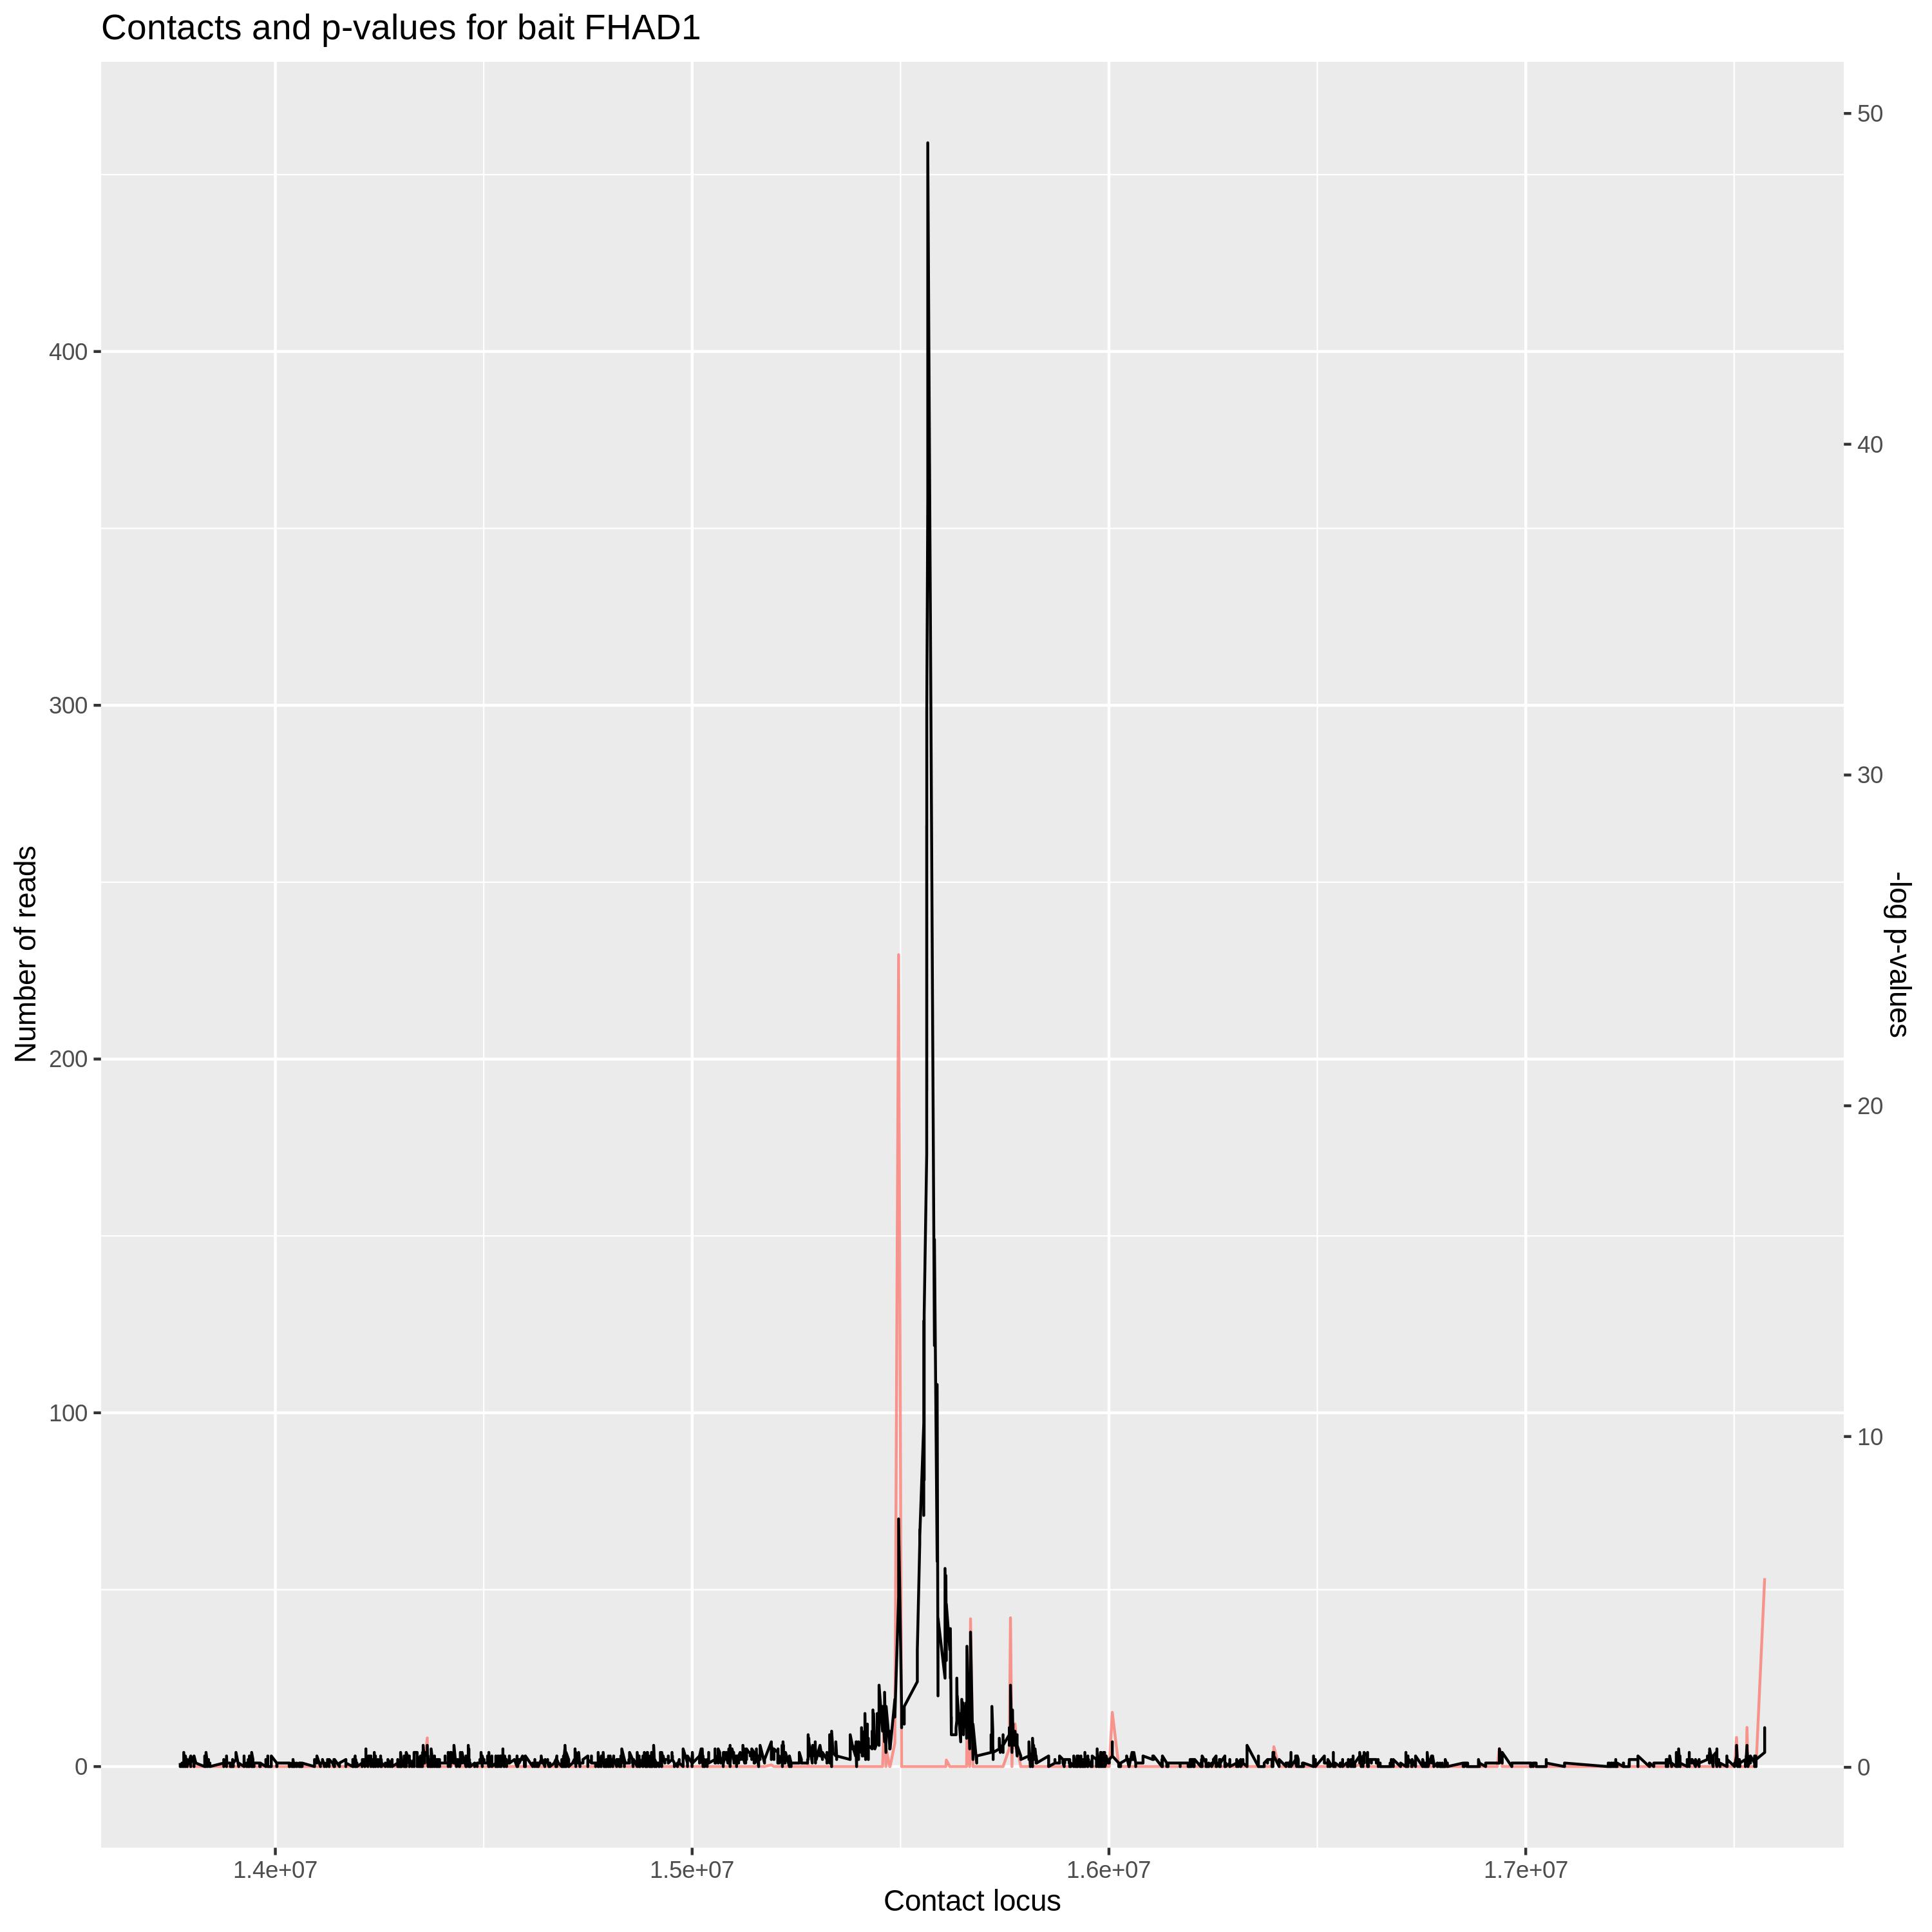 Contacts and p-values for bait FHAD1
Number of reads
400
300
200
100
0
50
40
30
20
10
0
-log p-values
1.4e+07
1.5e+07
1.6e+07
1.7e+07
Contact locus